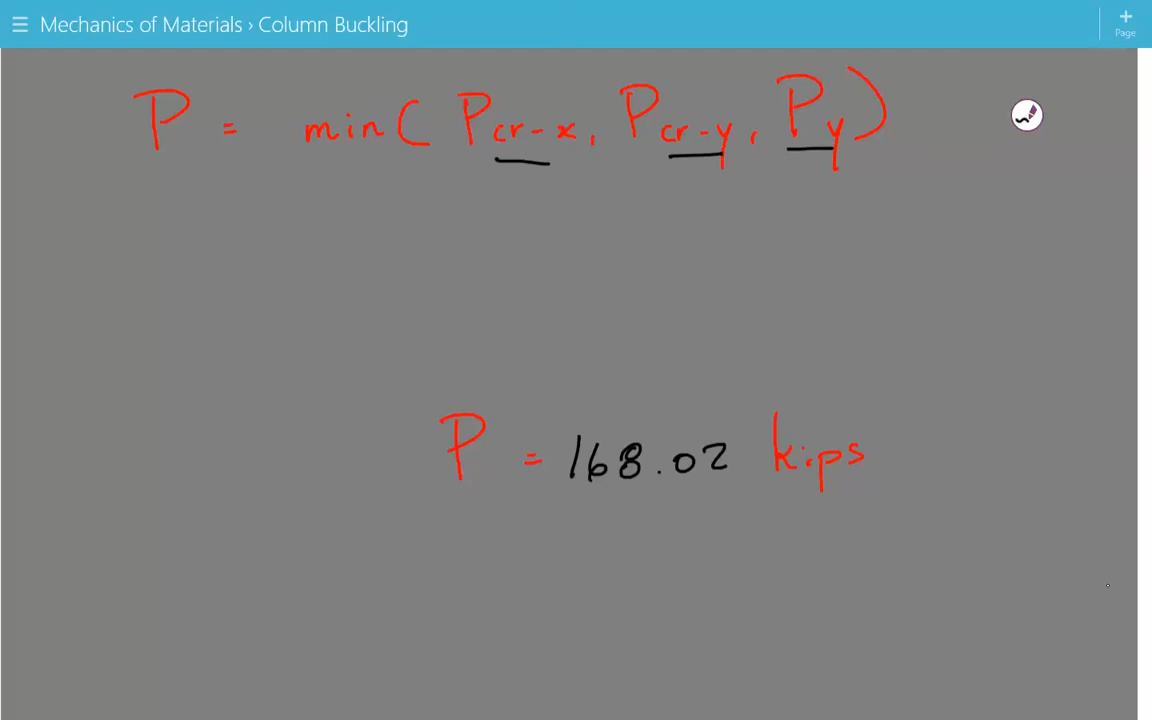 Mechanics of Materials › Column Buckling
Page
P = min( Pcr-x, Pcr-y, Py)
P = 168.02 kips